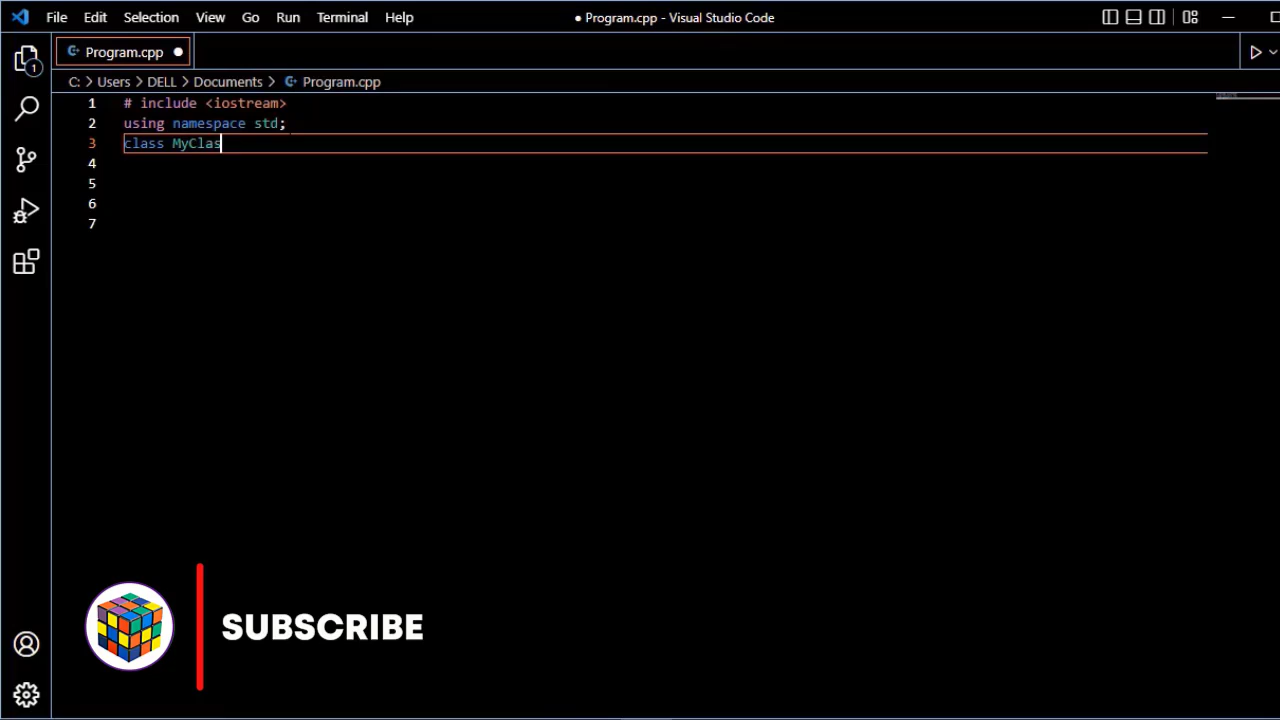 File Edit Selection View Go Run Terminal Help ● Program.cpp - Visual Studio Code
Program.cpp ●
C: > Users > DELL > Documents > Program.cpp
1 # include <iostream>
2 using namespace std;
3 class MyClas
4
5
6
7
1
SUBSCRIBE